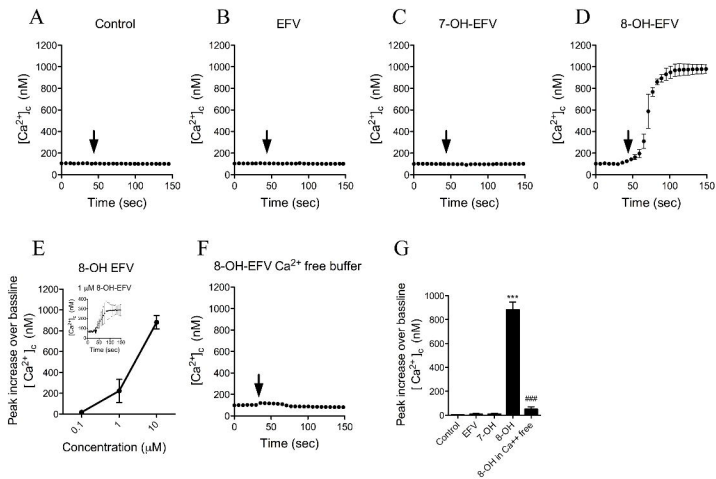 A
Control
[Ca2+]c (nM)
1200
1000
800
600
400
200
0
0 50 100 150
Time (sec)
B
EFV
[Ca2+]c (nM)
1200
1000
800
600
400
200
0
0 50 100 150
Time (sec)
C
7-OH-EFV
[Ca2+]c (nM)
1200
1000
800
600
400
200
0
0 50 100 150
Time (sec)
D
8-OH-EFV
[Ca2+]c (nM)
1200
1000
800
600
400
200
0
0 50 100 150
Time (sec)
E
8-OH EFV
Peak increase over bassline
[ Ca2+ ]c (nM)
1000
800
600
400
200
0
0.1 1 10
Concentration (µM)
1 µM 8-OH-EFV
[Ca2+]c (nM)
Time (sec)
F
8-OH-EFV Ca2+ free buffer
[Ca2+]c (nM)
1200
1000
800
600
400
200
0
0 50 100 150
Time (sec)
G
Peak increase over bassline
[ Ca2+ ]c (nM)
1000
800
600
400
200
0
***
###
Control
EFV
7-OH
8-OH
8-OH in Ca++ free